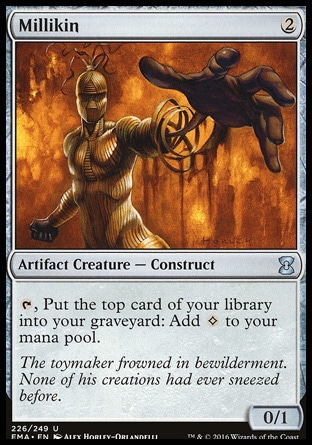 Millikin 2
Artifact Creature — Construct
, Put the top card of your library
into your graveyard: Add to your
mana pool.
The toymaker frowned in bewilderment.
None of his creations had ever sneezed
before.
0/1
226/249 U
EMA • EN Alex Horley-Orlandelli
™ & © 2016 Wizards of the Coast